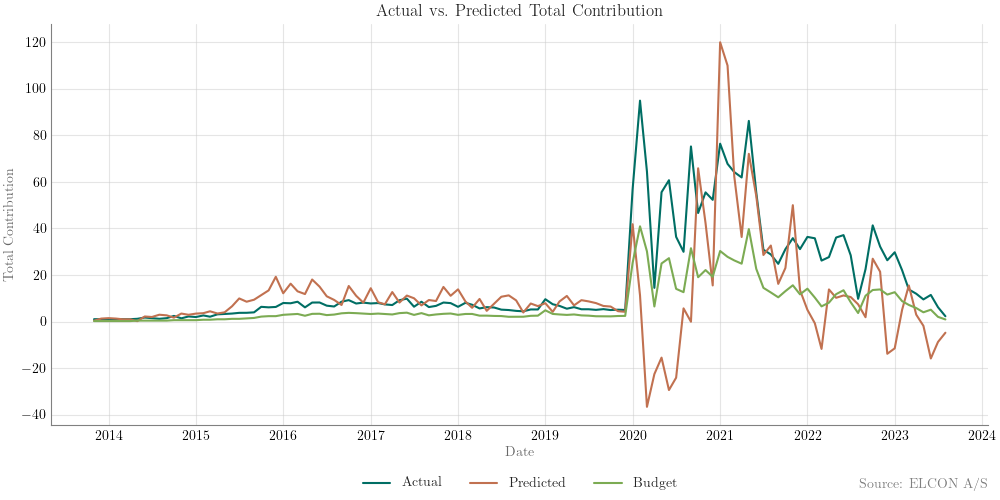 Actual vs. Predicted Total Contribution
Total Contribution
120
100
80
60
40
20
0
−20
−40
2014 2015 2016 2017 2018 2019 2020 2021 2022 2023 2024
Date
Actual Predicted Budget
Source: ELCON A/S